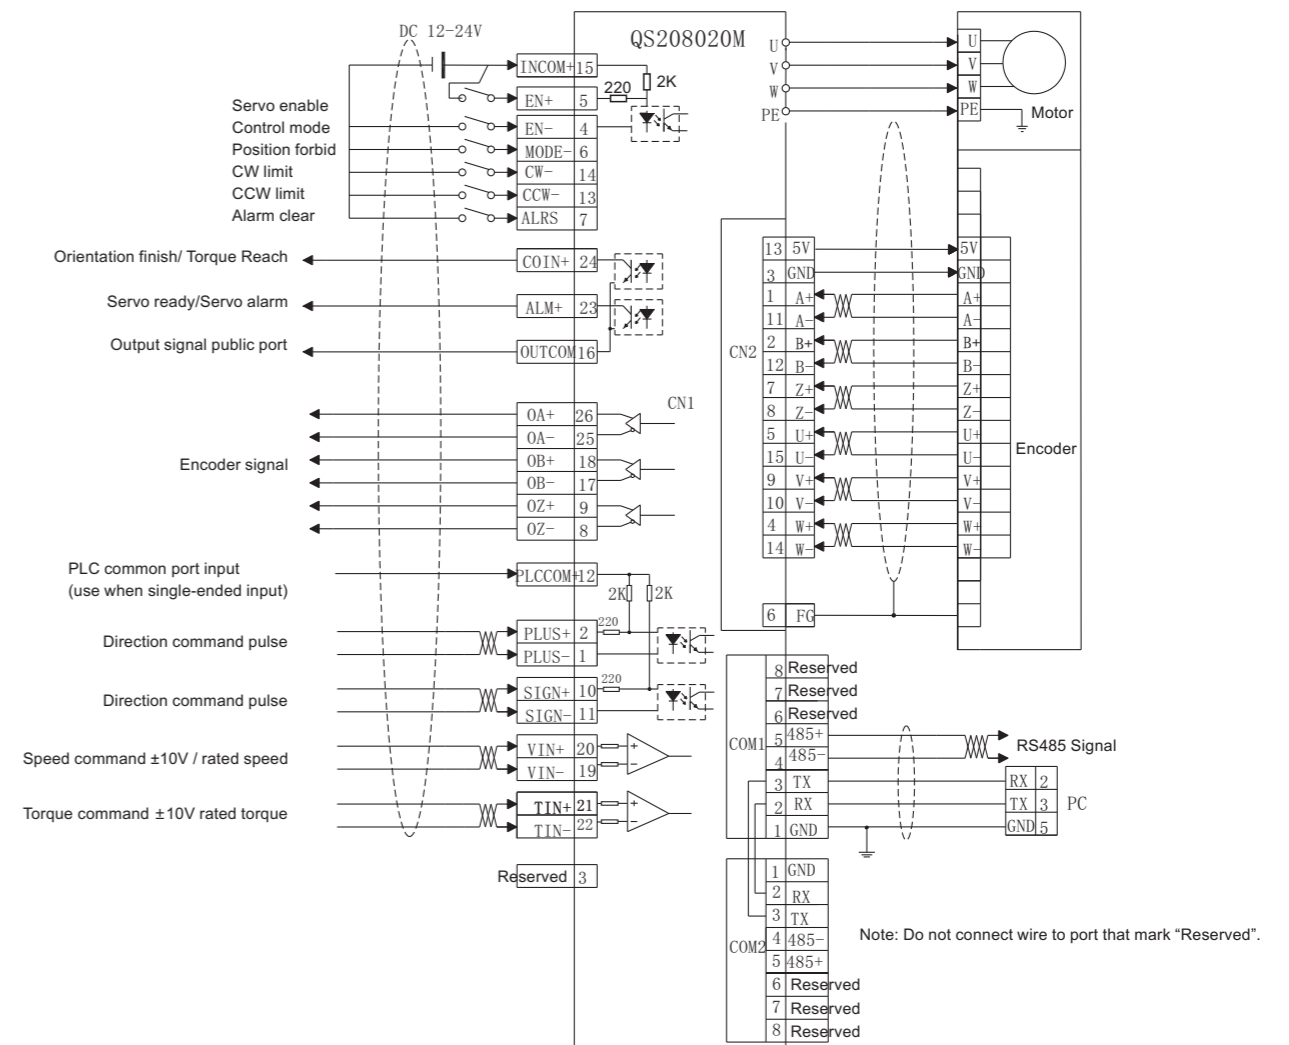 DC 12-24V
QS208020M
INCOM+ 15
220
2K
Servo enable
EN+ 5
Control mode
EN- 4
Position forbid
MODE- 6
CW limit
CW- 14
CCW limit
CCW- 13
Alarm clear
ALRS 7
Orientation finish/ Torque Reach
COIN+ 24
Servo ready/Servo alarm
ALM+ 23
Output signal public port
OUTCOM 16
CN1
OA+ 26
OA- 25
Encoder signal
OB+ 18
OB- 17
OZ+ 9
OZ- 8
PLC common port input
(use when single-ended input)
PLCCOM+ 12
2K 2K
Direction command pulse
PLUS+ 2
220
PLUS- 1
Direction command pulse
SIGN+ 10
220
SIGN- 11
Speed command ±10V / rated speed
VIN+ 20
+
VIN- 19
−
Torque command ±10V rated torque
TIN+ 21
+
TIN- 22
−
Reserved 3
U
V
W
PE
U
V
W
PE
Motor
CN2
13 5V
3 GND
1 A+
11 A-
2 B+
12 B-
7 Z+
8 Z-
5 U+
15 U-
9 V+
10 V-
4 W+
14 W-
6 FG
5V
GND
A+
A-
B+
B-
Z+
Z-
U+
U-
V+
V-
W+
W-
Encoder
COM1
8 Reserved
7 Reserved
6 Reserved
5 485+
4 485-
3 TX
2 RX
1 GND
RS485 Signal
RX 2
TX 3
GND 5
PC
COM2
1 GND
2 RX
3 TX
4 485-
5 485+
6 Reserved
7 Reserved
8 Reserved
Note: Do not connect wire to port that mark “Reserved”.